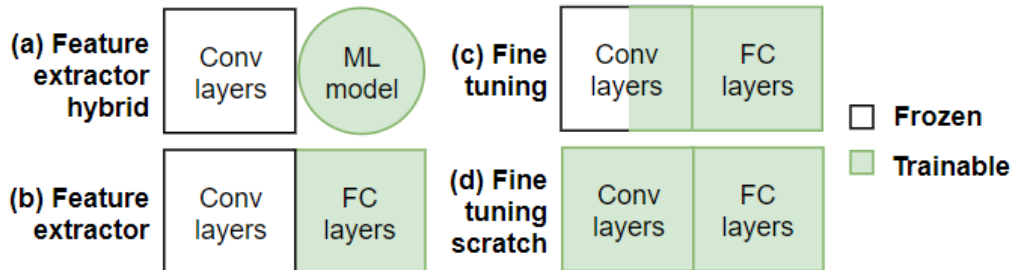 (a) Feature
extractor
hybrid
Conv
layers
ML
model
(b) Feature
extractor
Conv
layers
FC
layers
(c) Fine
tuning
Conv
layers
FC
layers
(d) Fine
tuning
scratch
Conv
layers
FC
layers
Frozen
Trainable